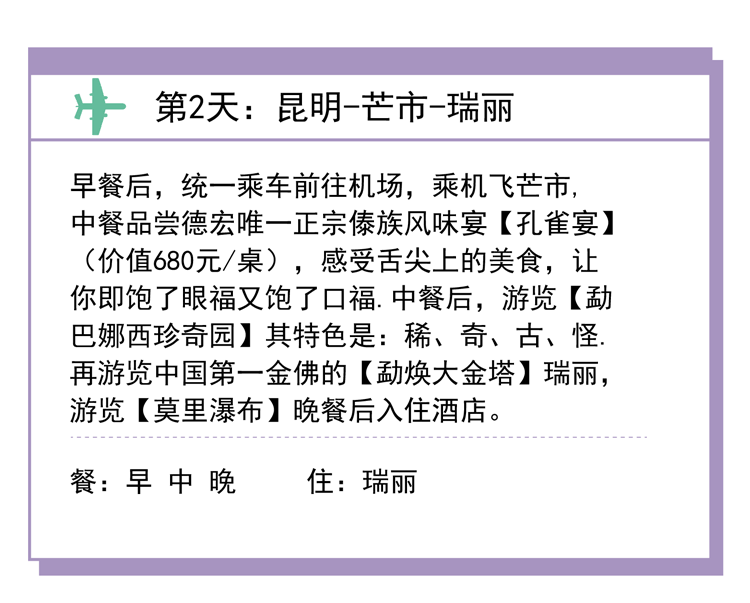 第2天：昆明-芒市-瑞丽
早餐后，统一乘车前往机场，乘机飞芒市,
中餐品尝德宏唯一正宗傣族风味宴【孔雀宴】
（价值680元/桌），感受舌尖上的美食，让
你即饱了眼福又饱了口福.中餐后，游览【勐
巴娜西珍奇园】其特色是：稀、奇、古、怪.
再游览中国第一金佛的【勐焕大金塔】瑞丽，
游览【莫里瀑布】晚餐后入住酒店。
餐：早 中 晚 住：瑞丽